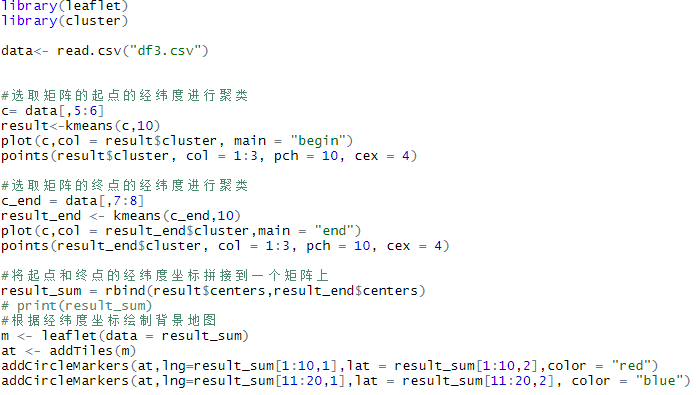 library(leaflet)
library(cluster)
data<- read.csv("df3.csv")
#选取矩阵的起点的经纬度进行聚类
c= data[,5:6]
result<-kmeans(c,10)
plot(c,col = result$cluster, main = "begin")
points(result$cluster, col = 1:3, pch = 10, cex = 4)
#选取矩阵的终点的经纬度进行聚类
c_end = data[,7:8]
result_end <- kmeans(c_end,10)
plot(c,col = result_end$cluster,main = "end")
points(result_end$cluster, col = 1:3, pch = 10, cex = 4)
#将起点和终点的经纬度坐标拼接到一个矩阵上
result_sum = rbind(result$centers,result_end$centers)
# print(result_sum)
#根据经纬度坐标绘制背景地图
m <- leaflet(data = result_sum)
at <- addTiles(m)
addCircleMarkers(at,lng=result_sum[1:10,1],lat = result_sum[1:10,2],color = "red")
addCircleMarkers(at,lng=result_sum[11:20,1],lat = result_sum[11:20,2], color = "blue")